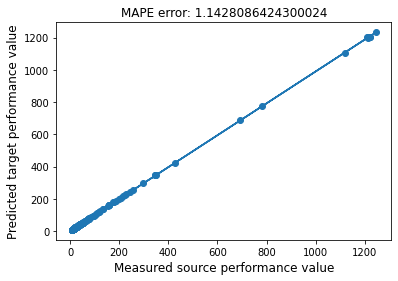 MAPE error: 1.1428086424300024
Predicted target performance value
1200
1000
800
600
400
200
0
0 200 400 600 800 1000 1200
Measured source performance value